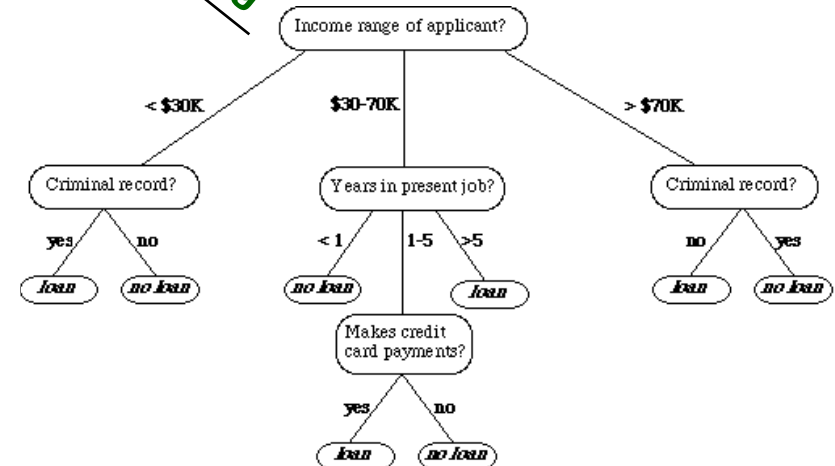 Income range of applicant?
< $30K
$30-70K
> $70K
Criminal record?
Years in present job?
Criminal record?
yes
no
< 1
1-5
>5
no
yes
loan
no loan
no loan
loan
loan
no loan
Makes credit
card payments?
yes
no
loan
no loan